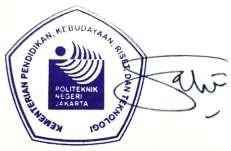 KEMENTERIAN PENDIDIKAN, KEBUDAYAAN, RISET DAN TEKNOLOGI
POLITEKNIK
NEGERI
JAKARTA